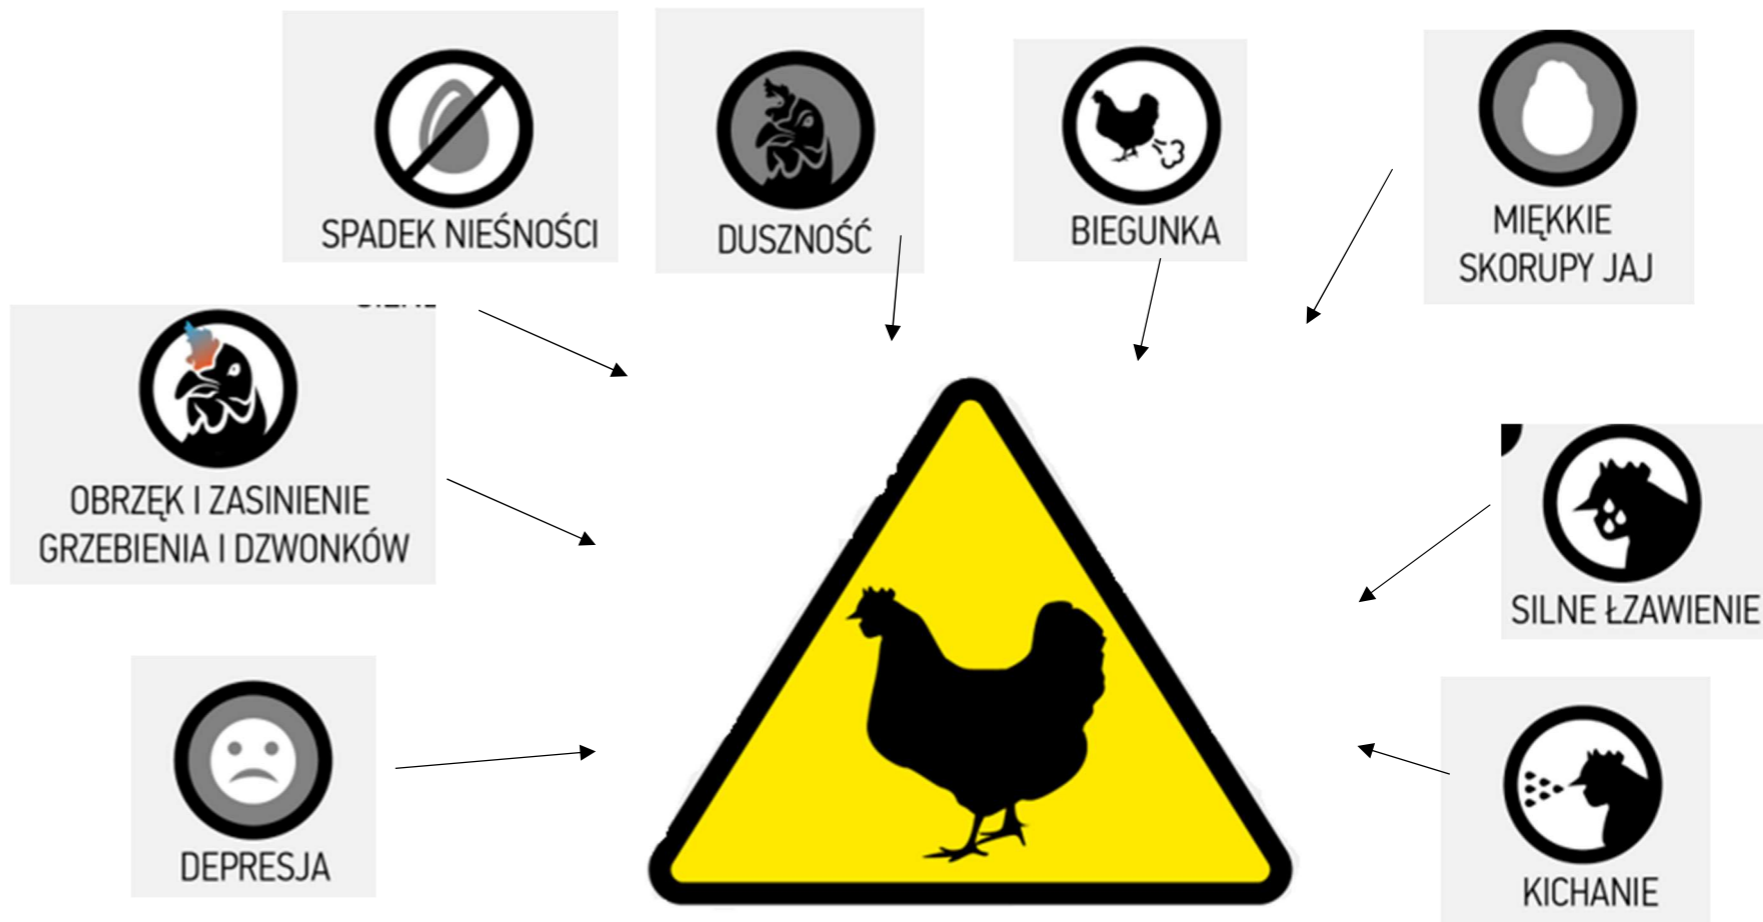 SPADEK NIEŚNOŚCI
DUSZNOŚĆ
BIEGUNKA
MIĘKKIE
SKORUPY JAJ
OBRZĘK I ZASINIENIE
GRZEBIENIA I DZWONKÓW
SILNE ŁZAWIENIE
DEPRESJA
KICHANIE